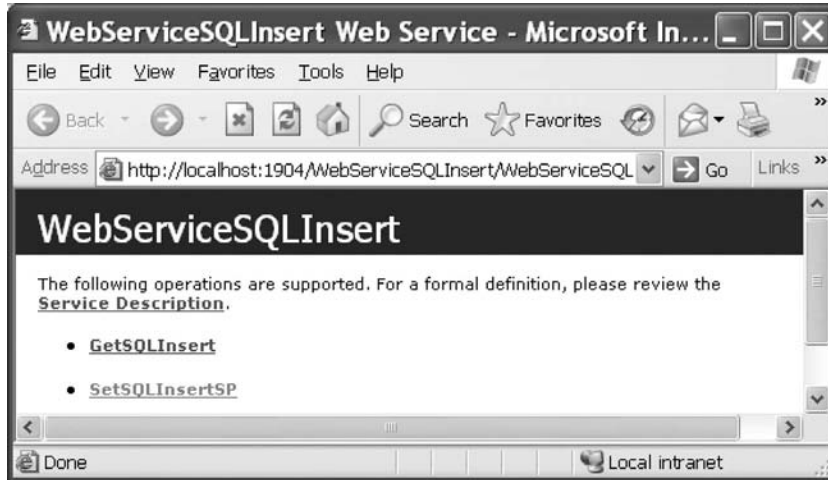 WebServiceSQLInsert Web Service - Microsoft In...
File Edit View Favorites Tools Help
Back Search Favorites
Address http://localhost:1904/WebServiceSQLInsert/WebServiceSQL Go Links
WebServiceSQLInsert
The following operations are supported. For a formal definition, please review the
Service Description.
• GetSQLInsert
• SetSQLInsertSP
Done Local intranet